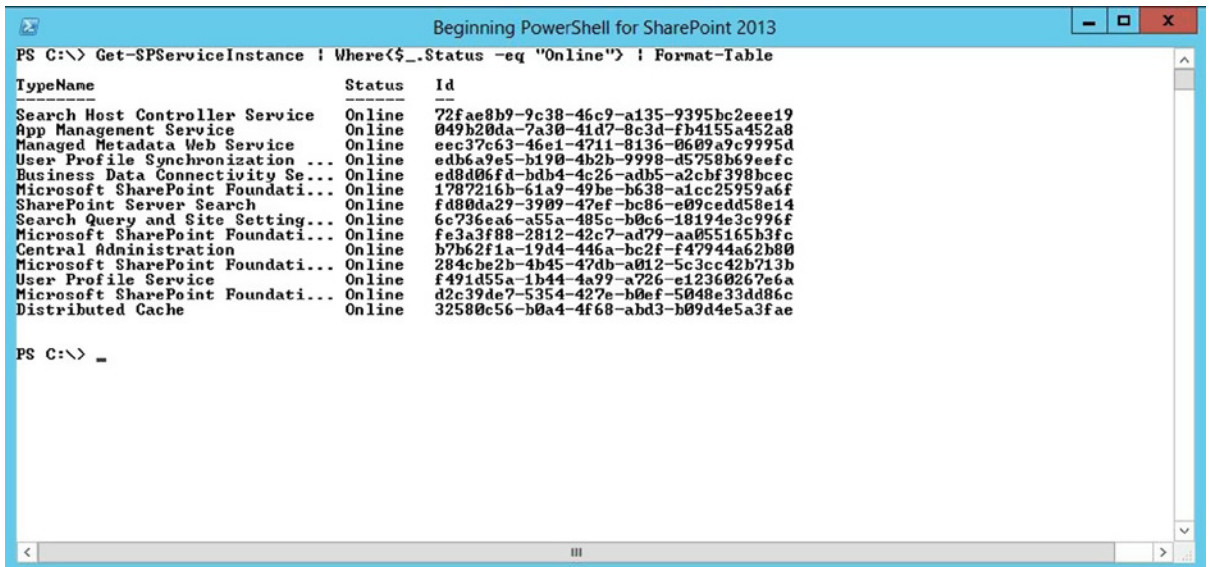 Beginning PowerShell for SharePoint 2013
PS C:\> Get-SPServiceInstance | Where{$_.Status -eq "Online"} | Format-Table
TypeName Status Id
-------- ------ --
Search Host Controller Service Online 72fae8b9-9c38-46c9-a135-9395bc2eee19
App Management Service Online 049b20da-7a30-41d7-8c3d-fb4155a452a8
Managed Metadata Web Service Online eec37c63-46e1-4711-8136-0609a9c9995d
User Profile Synchronization ... Online edb6a9e5-b190-4b2b-9998-d5758b69eefc
Business Data Connectivity Se... Online ed8d06fd-bdb4-4c26-adb5-a2cbf398bcec
Microsoft SharePoint Foundati... Online 1787216b-61a9-49be-b638-a1cc25959a6f
SharePoint Server Search Online fd80da29-3909-47ef-bc86-e09cedd58e14
Search Query and Site Setting... Online 6c736ea6-a55a-485c-b0c6-18194e3c996f
Microsoft SharePoint Foundati... Online fe3a3f88-2812-42c7-ad79-aa055165b3fc
Central Administration Online b7b62f1a-19d4-446a-bc2f-f47944a62b80
Microsoft SharePoint Foundati... Online 284cbe2b-4b45-47db-a012-5c3cc42b713b
User Profile Service Online f491d55a-1b44-4a99-a726-e12360267e6a
Microsoft SharePoint Foundati... Online d2c39de7-5354-427e-b0ef-5048e33dd86c
Distributed Cache Online 32580c56-b0a4-4f68-abd3-b09d4e5a3fae
PS C:\> _